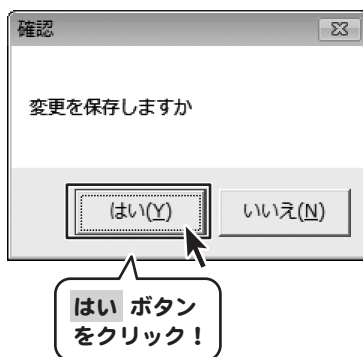 確認
変更を保存しますか
はい(Y) いいえ(N)
はい ボタン
をクリック！